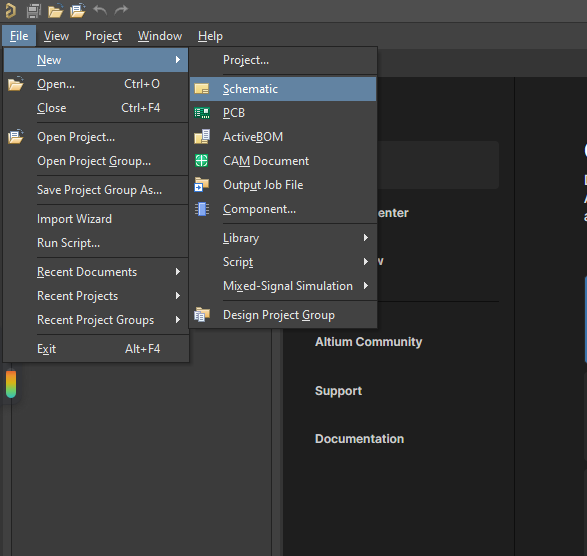 File View Project Window Help
New
Open... Ctrl+O
Close Ctrl+F4
Open Project...
Open Project Group...
Save Project Group As...
Import Wizard
Run Script...
Recent Documents
Recent Projects
Recent Project Groups
Exit Alt+F4
Project...
Schematic
PCB
ActiveBOM
CAM Document
Output Job File
Component...
Library
Script
Mixed-Signal Simulation
Design Project Group
enter
w
Altium Community
Support
Documentation